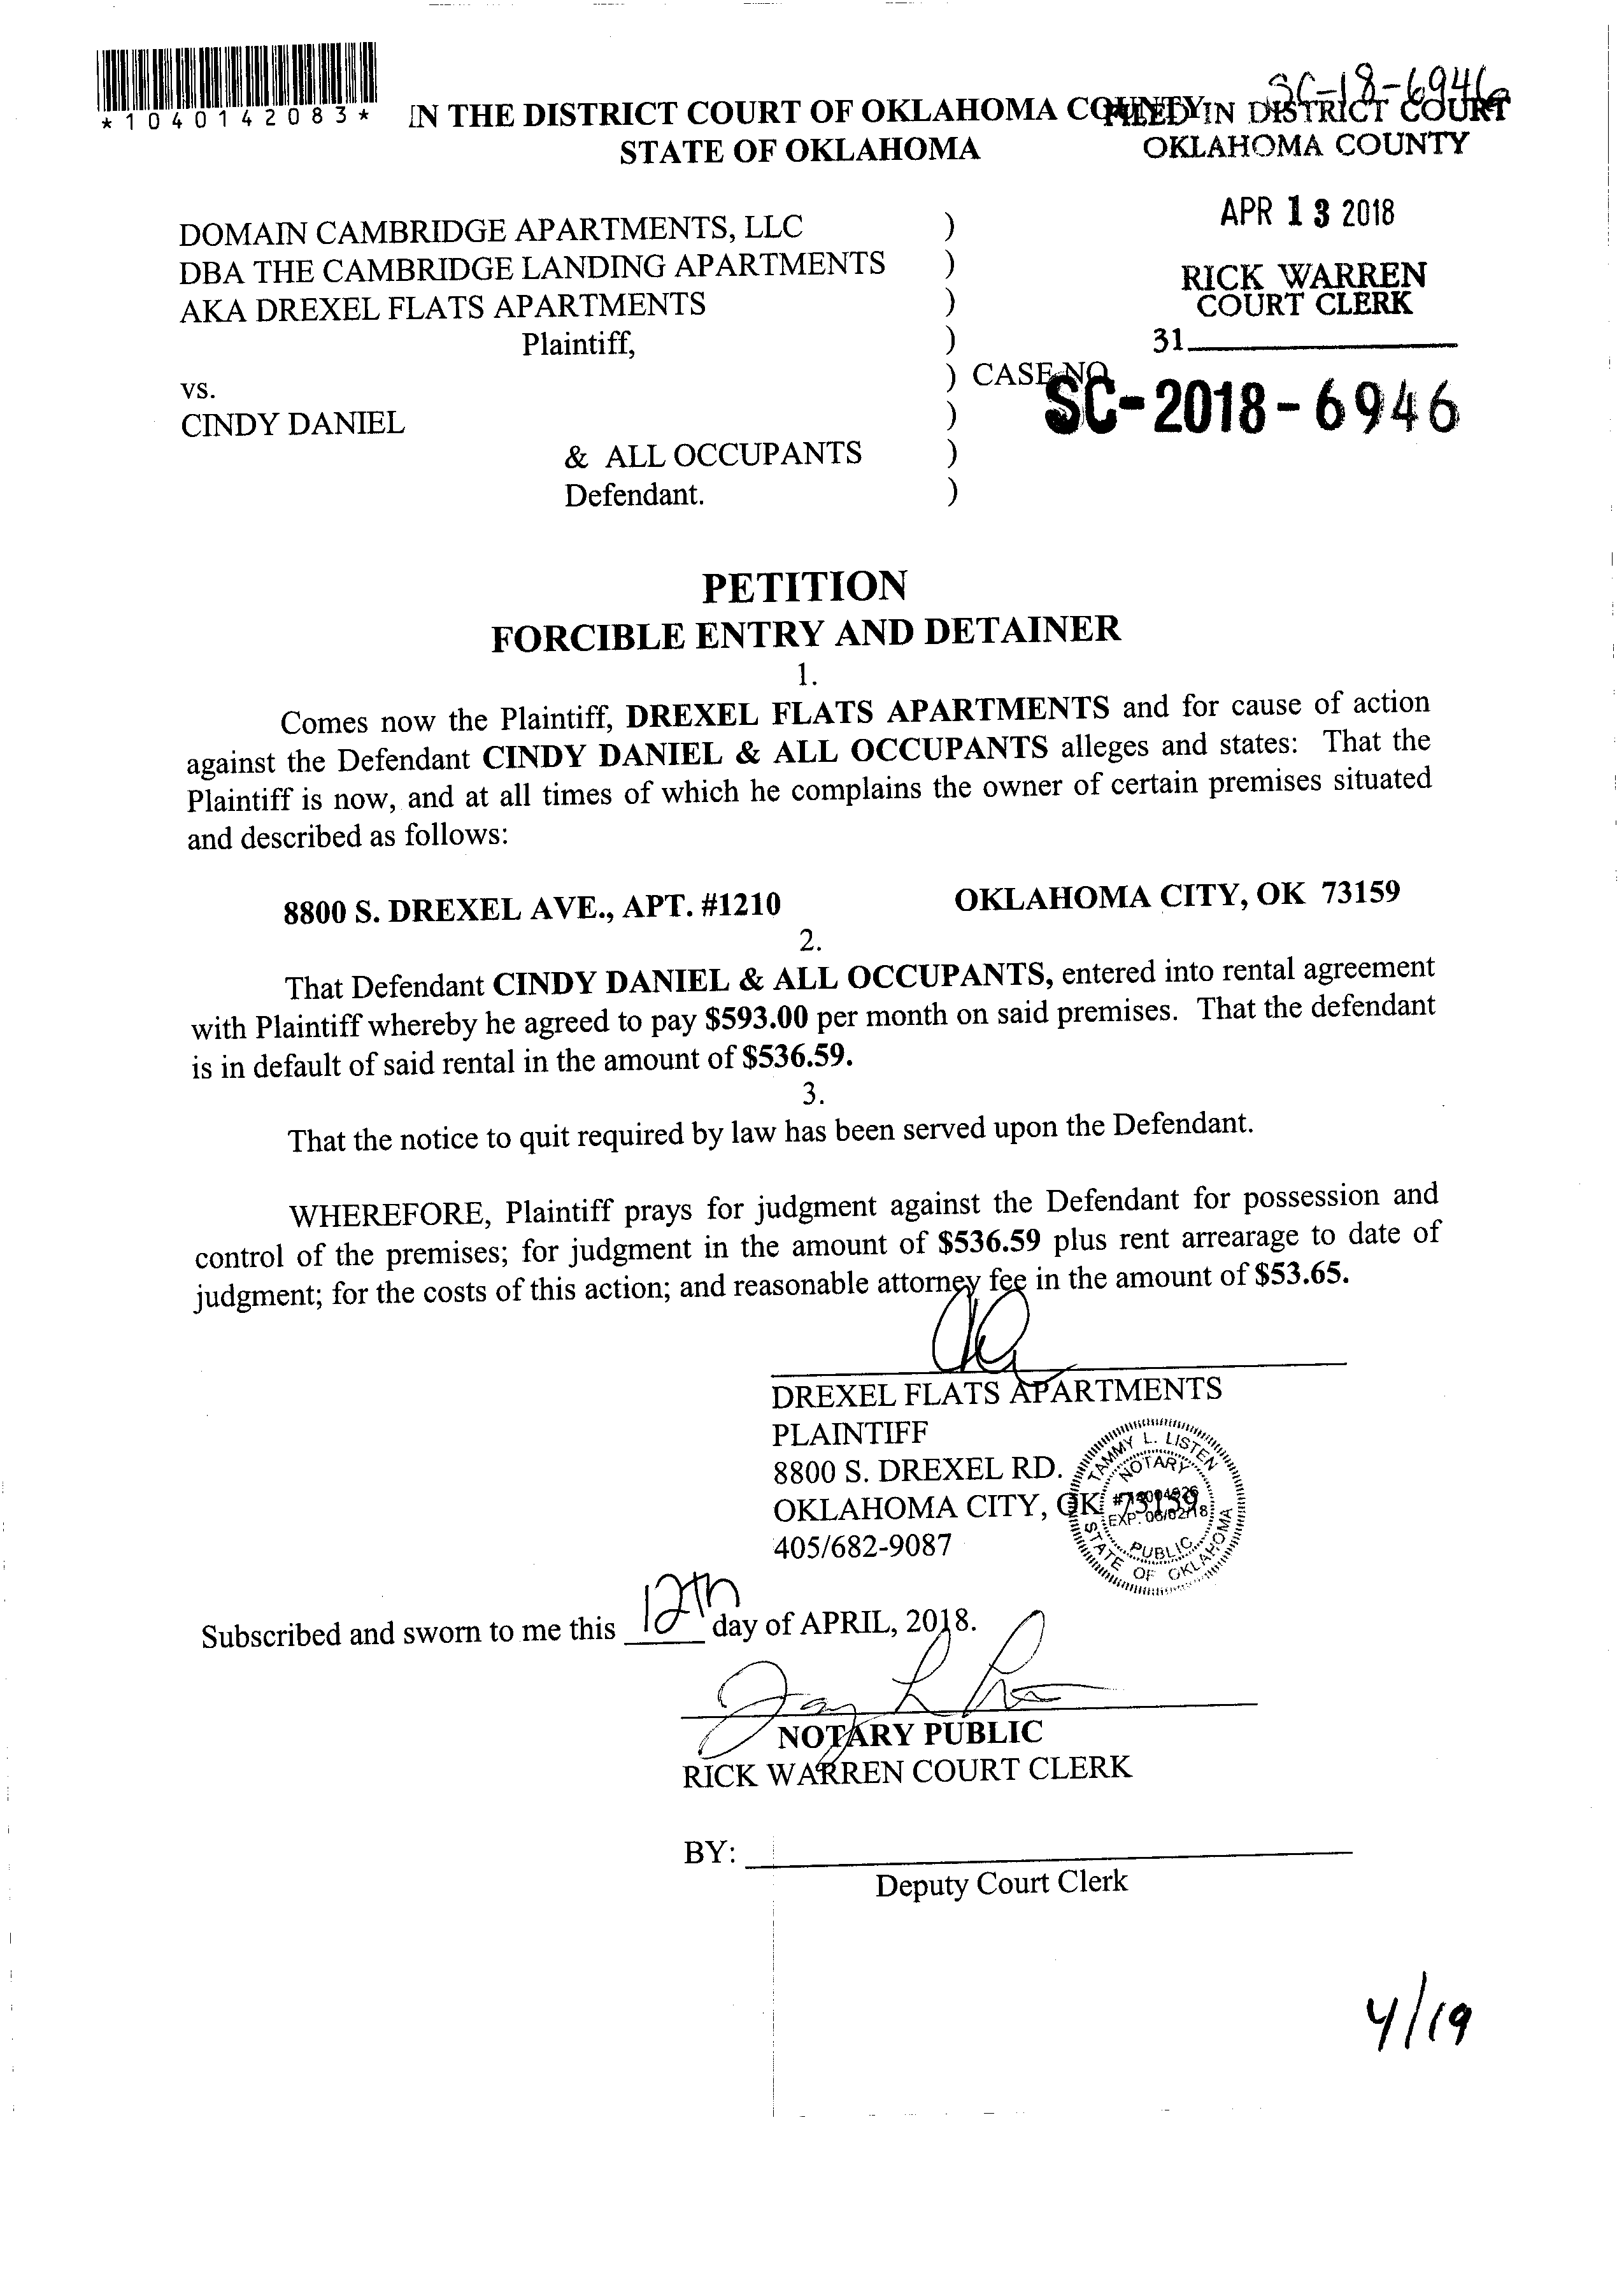 *1040142083*
SC-18-6946
IN THE DISTRICT COURT OF OKLAHOMA COUNTY
STATE OF OKLAHOMA
FILED IN DISTRICT COURT
OKLAHOMA COUNTY
APR 13 2018
RICK WARREN
COURT CLERK
31
DOMAIN CAMBRIDGE APARTMENTS, LLC )
DBA THE CAMBRIDGE LANDING APARTMENTS )
AKA DREXEL FLATS APARTMENTS )
Plaintiff, )
vs. ) CASE NO.
SC-2018-6946
CINDY DANIEL )
& ALL OCCUPANTS )
Defendant. )
PETITION
FORCIBLE ENTRY AND DETAINER
1.
Comes now the Plaintiff, DREXEL FLATS APARTMENTS and for cause of action
against the Defendant CINDY DANIEL & ALL OCCUPANTS alleges and states: That the
Plaintiff is now, and at all times of which he complains the owner of certain premises situated
and described as follows:
8800 S. DREXEL AVE., APT. #1210 OKLAHOMA CITY, OK 73159
2.
That Defendant CINDY DANIEL & ALL OCCUPANTS, entered into rental agreement
with Plaintiff whereby he agreed to pay $593.00 per month on said premises. That the defendant
is in default of said rental in the amount of $536.59.
3.
That the notice to quit required by law has been served upon the Defendant.
WHEREFORE, Plaintiff prays for judgment against the Defendant for possession and
control of the premises; for judgment in the amount of $536.59 plus rent arrearage to date of
judgment; for the costs of this action; and reasonable attorney fee in the amount of $53.65.
DREXEL FLATS APARTMENTS
PLAINTIFF
8800 S. DREXEL RD.
OKLAHOMA CITY, OK 73159
405/682-9087
TAMMY L. LISTEN
NOTARY
EXP. 06/02/18
PUBLIC
STATE OF OKLAHOMA
Subscribed and sworn to me this 12th day of APRIL, 2018.
NOTARY PUBLIC
RICK WARREN COURT CLERK
BY:
Deputy Court Clerk
4/19